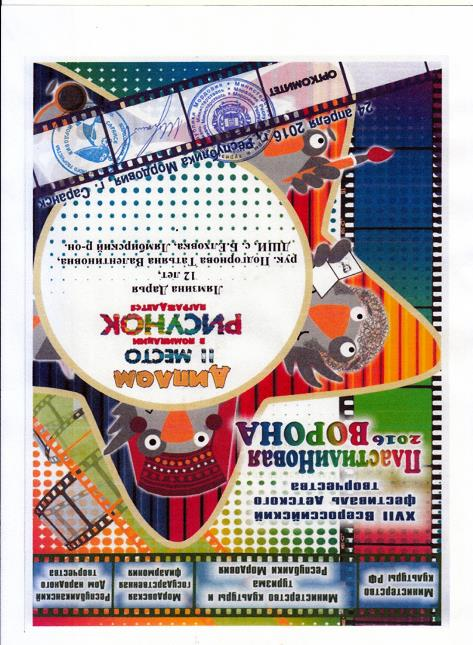 Министерство
культуры РФ
Министерство культуры и
туризма
Республики Мордовия
Мордовская
государственная
филармония
Республиканский
Дом народного
творчества
XVII Всероссийский
фестиваль детского
творчества
ПластилиНовая
2016 ВОРОНА
Диплом
II место
в номинации
РИСУНОК
награждается
Лямзина Дарья
12 лет,
рук. Подгорнова Татьяна Валентиновна,
ДШИ, с. Б.Елховка, Лямбирский р-он.
24 апреля 2016 г.
Республика Мордовия, г. Саранск
ОРГКОМИТЕТ